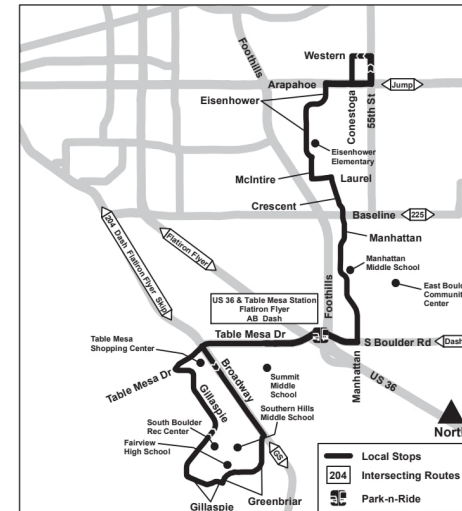 Foothills
Western
Arapahoe
Jump
Eisenhower
Conestoga
55th St
Eisenhower
Elementary
McIntire
Laurel
Crescent
Baseline
225
204 Dash Flatiron Flyer Skip
Flatiron Flyer
Manhattan
Manhattan
Middle School
East Bould
Communit
Center
US 36 & Table Mesa Station
Flatiron Flyer
AB Dash
Foothills
Table Mesa Dr
S Boulder Rd
Dash
Table Mesa
Shopping Center
Broadway
Manhattan
US 36
Table Mesa Dr
Summit
Middle
School
Gillaspie
Southern Hills
Middle School
South Boulder
Rec Center
Fairview
High School
GS
North
Greenbriar
Gillaspie
Local Stops
204
Intersecting Routes
Park-n-Ride